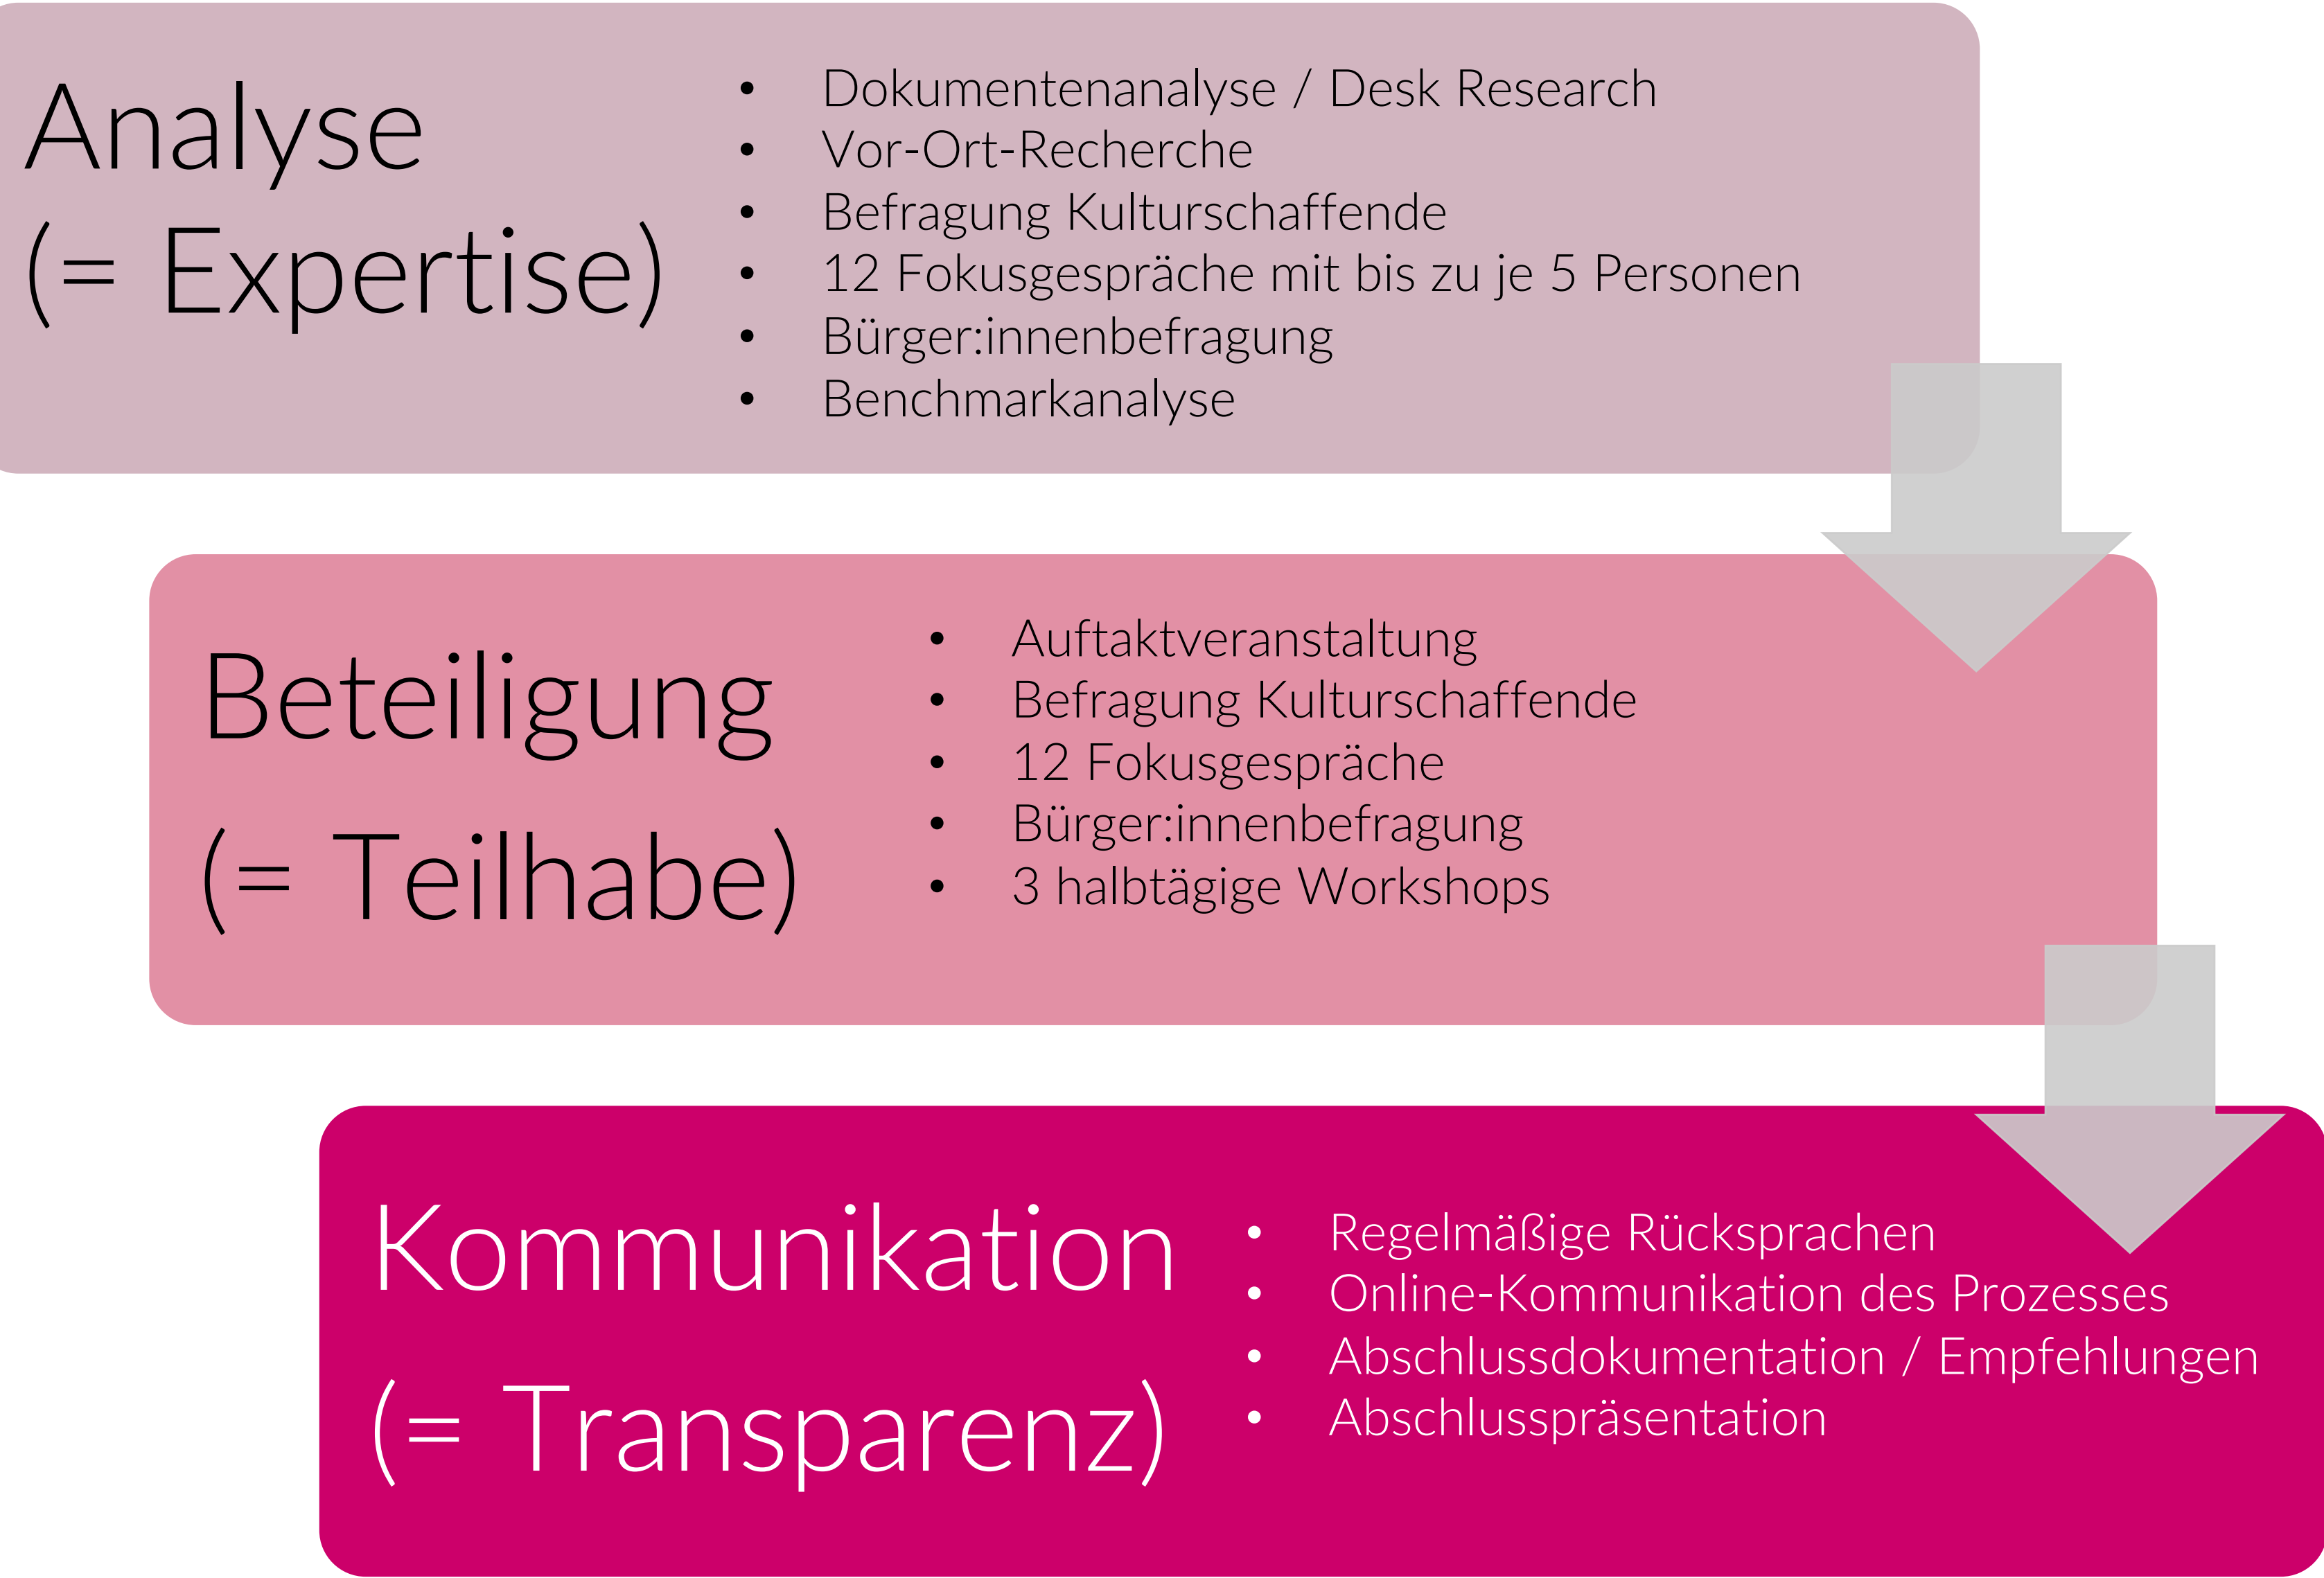 Analyse
(= Expertise)
• Dokumentenanalyse / Desk Research
• Vor-Ort-Recherche
• Befragung Kulturschaffende
• 12 Fokusgespräche mit bis zu je 5 Personen
• Bürger:innenbefragung
• Benchmarkanalyse
Beteiligung
(= Teilhabe)
• Auftaktveranstaltung
• Befragung Kulturschaffende
• 12 Fokusgespräche
• Bürger:innenbefragung
• 3 halbtägige Workshops
Kommunikation
(= Transparenz)
• Regelmäßige Rücksprachen
• Online-Kommunikation des Prozesses
• Abschlussdokumentation / Empfehlungen
• Abschlusspräsentation